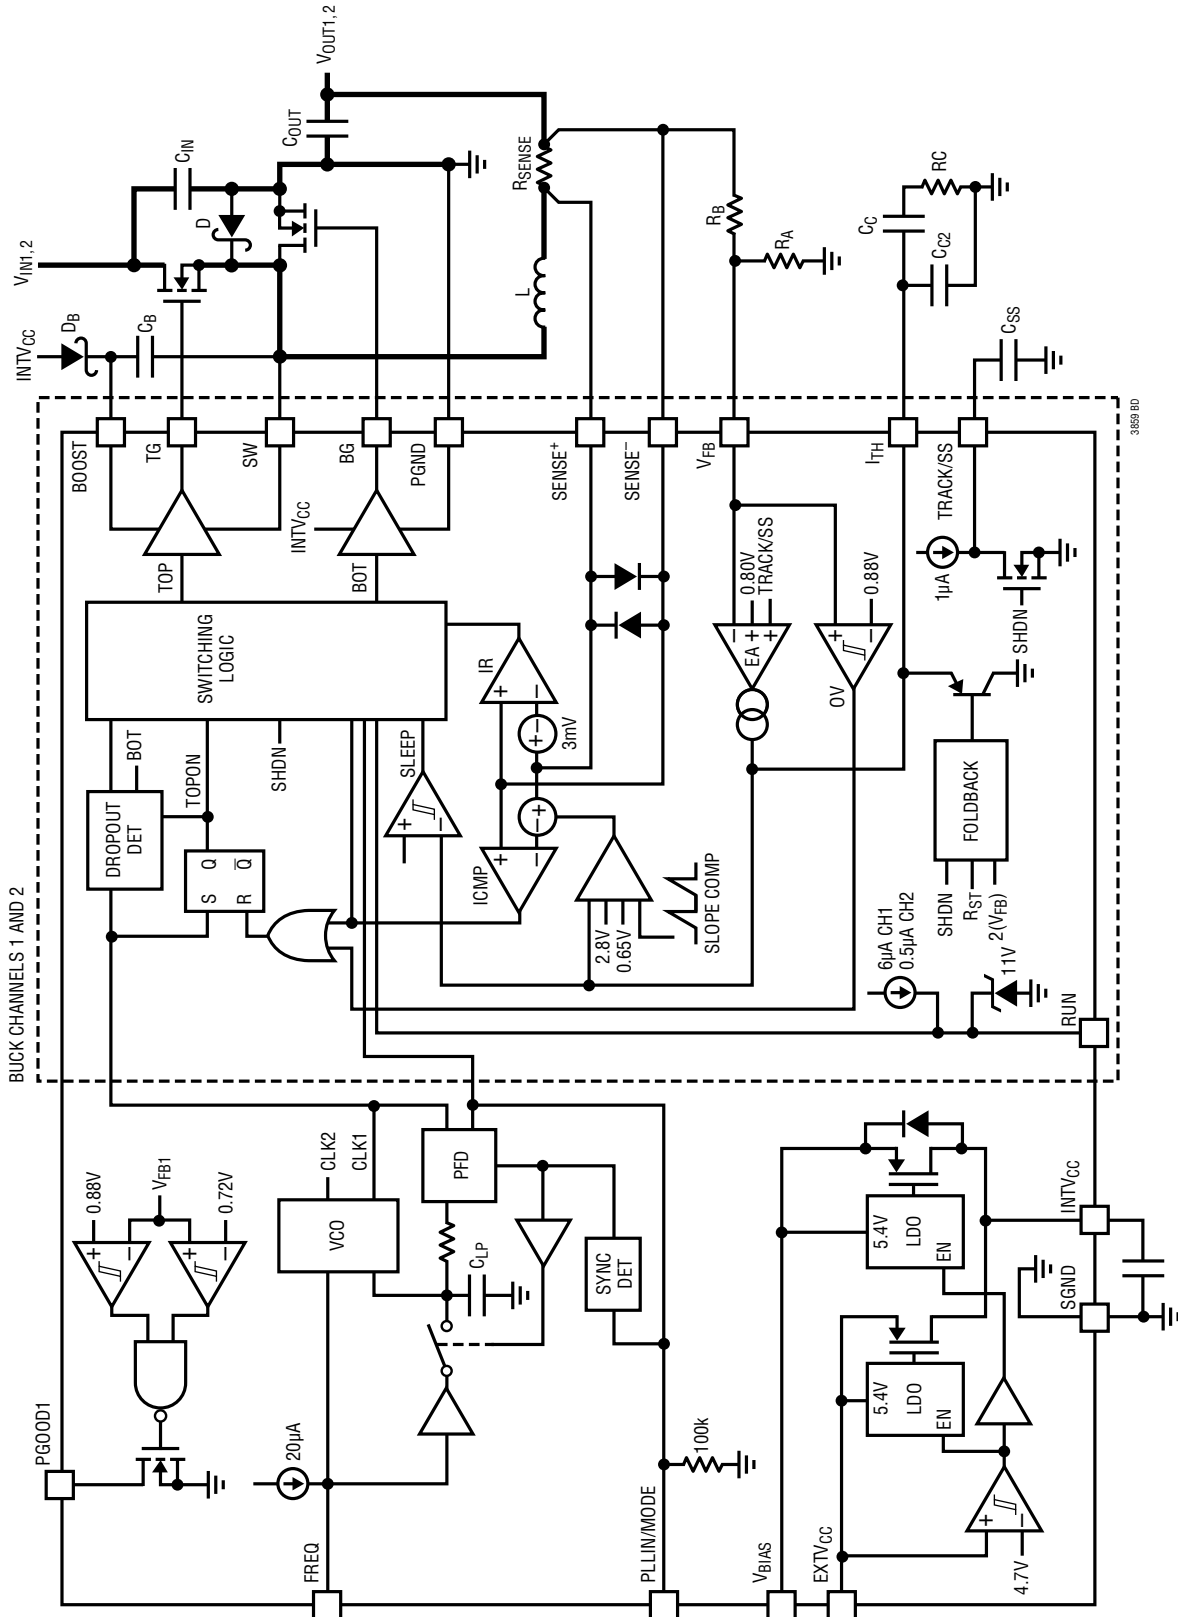 BUCK CHANNELS 1 AND 2
PGOOD1
0.88V
VFB1
0.72V
FREQ
20µA
VCO
CLK2
CLK1
PFD
CLP
SYNC
DET
PLLIN/MODE
100k
VBIAS
EXTVCC
4.7V
5.4V
LDO
EN
5.4V
LDO
EN
SGND
INTVCC
RUN
11V
6µA CH1
0.5µA CH2
SHDN
RST
2(VFB)
FOLDBACK
SHDN
1µA
DROPOUT
DET
BOT
TOPON
S Q
R Q
SHDN
SWITCHING
LOGIC
TOP
BOT
INTVCC
SLEEP
+
–
ICMP
+
–
– +
+ –
3mV
IR
+
–
2.8V
0.65V
SLOPE COMP
EA
–
+
+
0.80V
TRACK/SS
OV
+
–
0.88V
BOOST
TG
SW
BG
PGND
SENSE+
SENSE–
VFB
ITH
TRACK/SS
INTVCC
DB
CB
VIN1,2
CIN
D
COUT
VOUT1,2
RSENSE
L
RB
RA
CC
RC
CC2
CSS
3859 BD